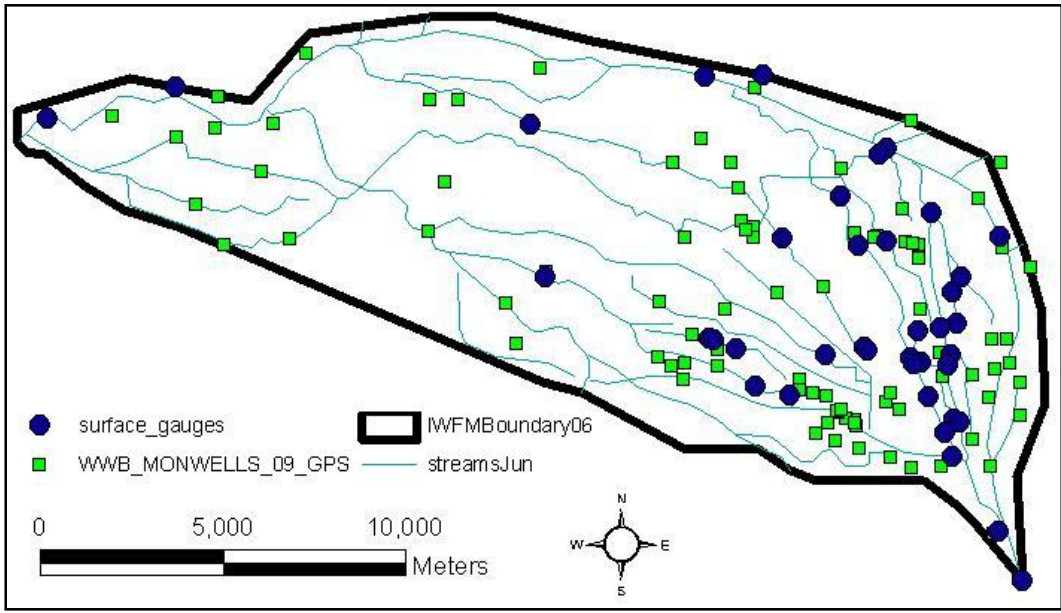 surface_gauges
IWFMBoundary06
WWB_MONWELLS_09_GPS
streamsJun
0 5,000 10,000
Meters
N
W E
S